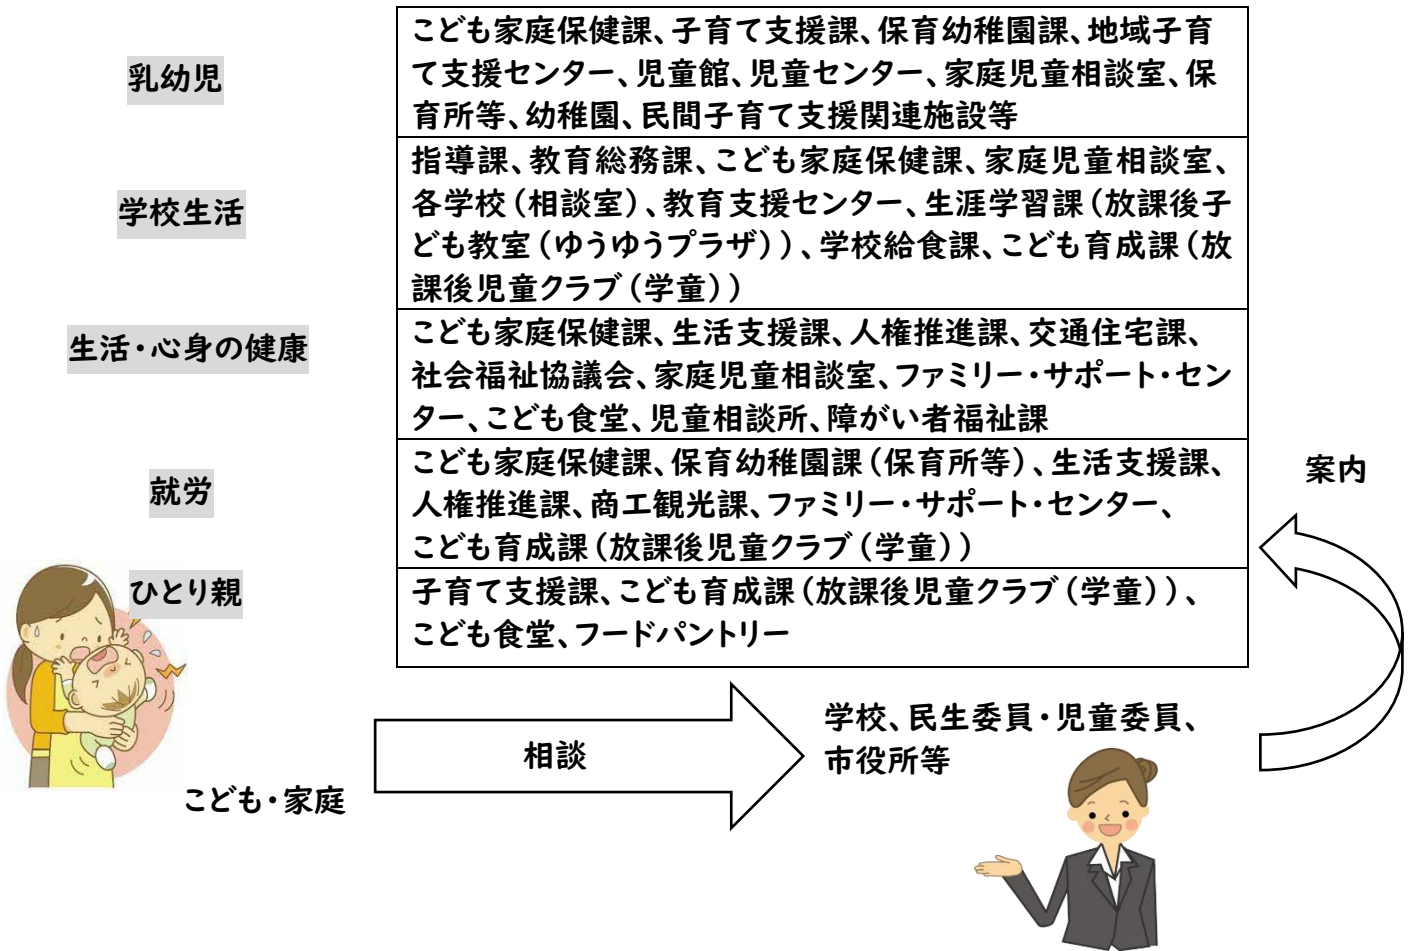 乳幼児
こども家庭保健課、子育て支援課、保育幼稚園課、地域子育
て支援センター、児童館、児童センター、家庭児童相談室、保
育所等、幼稚園、民間子育て支援関連施設等
学校生活
指導課、教育総務課、こども家庭保健課、家庭児童相談室、
各学校(相談室)、教育支援センター、生涯学習課(放課後子
ども教室(ゆうゆうプラザ))、学校給食課、こども育成課(放
課後児童クラブ(学童))
生活・心身の健康
こども家庭保健課、生活支援課、人権推進課、交通住宅課、
社会福祉協議会、家庭児童相談室、ファミリー・サポート・セン
ター、こども食堂、児童相談所、障がい者福祉課
就労
こども家庭保健課、保育幼稚園課(保育所等)、生活支援課、
人権推進課、商工観光課、ファミリー・サポート・センター、
こども育成課(放課後児童クラブ(学童))
ひとり親
子育て支援課、こども育成課(放課後児童クラブ(学童))、
こども食堂、フードパントリー
案内
こども・家庭
相談
学校、民生委員・児童委員、
市役所等